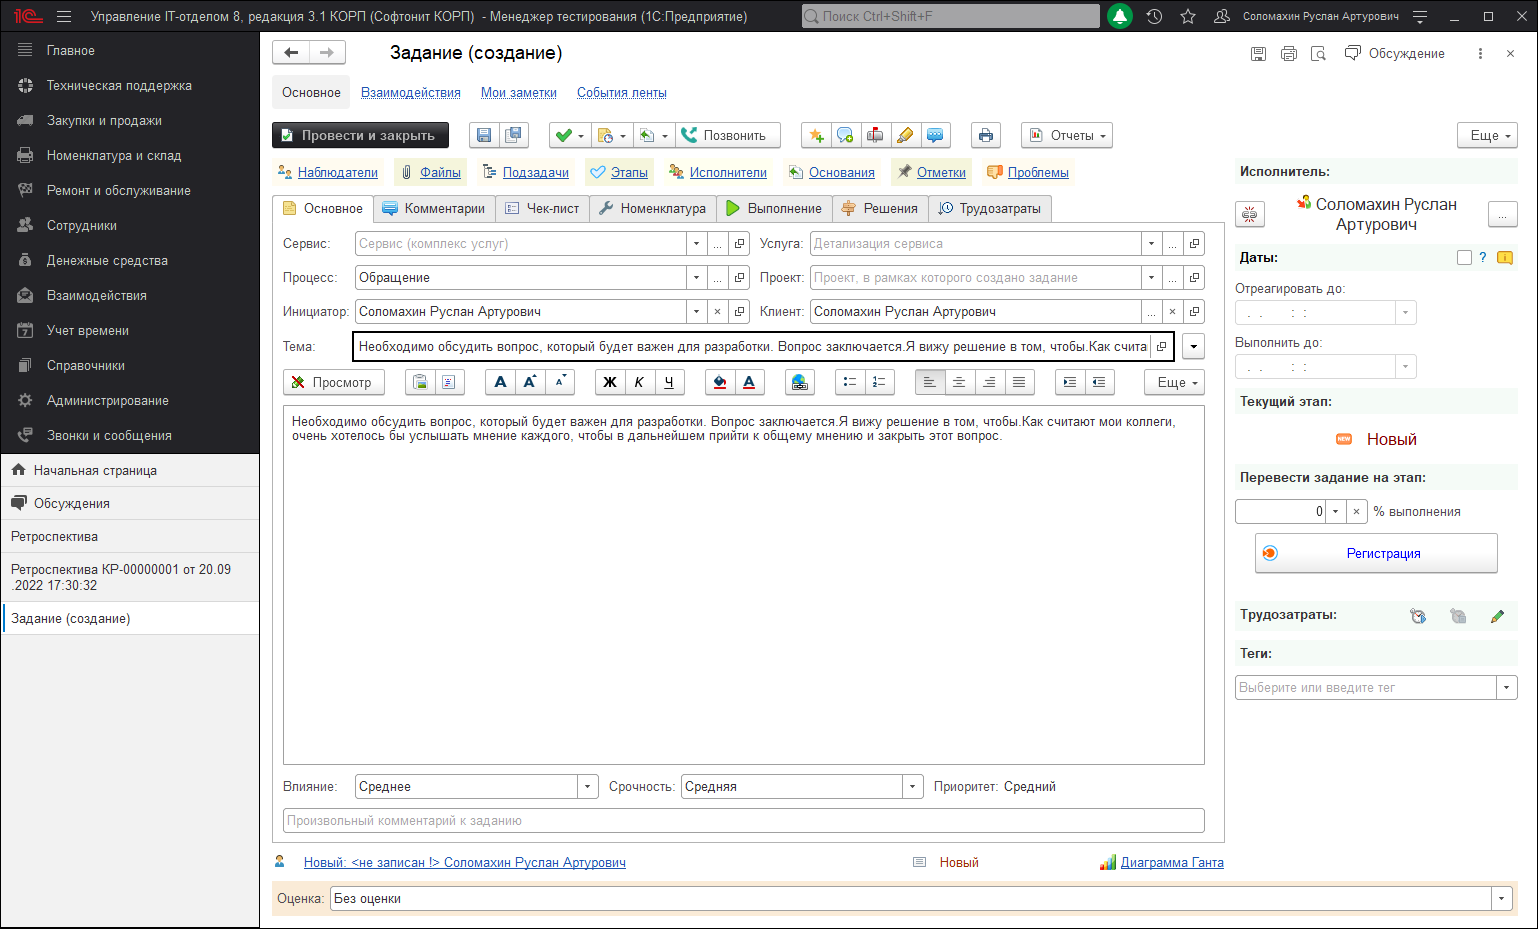 1С Управление IT-отделом 8, редакция 3.1 КОРП (Софтонит КОРП) - Менеджер тестирования (1С:Предприятие)
Поиск Ctrl+Shift+F
Соломахин Руслан Артурович
Главное
Техническая поддержка
Закупки и продажи
Номенклатура и склад
Ремонт и обслуживание
Сотрудники
Денежные средства
Взаимодействия
Учет времени
Справочники
Администрирование
Звонки и сообщения
Начальная страница
Обсуждения
Ретроспектива
Ретроспектива КР-00000001 от 20.09
.2022 17:30:32
Задание (создание)
Задание (создание)
Обсуждение
Основное Взаимодействия Мои заметки События ленты
Провести и закрыть Позвонить Отчеты Еще
Наблюдатели Файлы Подзадачи Этапы Исполнители Основания Отметки Проблемы
Основное Комментарии Чек-лист Номенклатура Выполнение Решения Трудозатраты
Сервис: Сервис (комплекс услуг) ... Услуга: Детализация сервиса ...
Процесс: Обращение ... Проект: Проект, в рамках которого создано задание ...
Инициатор: Соломахин Руслан Артурович × Клиент: Соломахин Руслан Артурович ... ×
Тема: Необходимо обсудить вопрос, который будет важен для разработки. Вопрос заключается.Я вижу решение в том, чтобы.Как счита
Просмотр А А А Ж К Ч А Еще
Необходимо обсудить вопрос, который будет важен для разработки. Вопрос заключается.Я вижу решение в том, чтобы.Как считают мои коллеги,
очень хотелось бы услышать мнение каждого, чтобы в дальнейшем прийти к общему мнению и закрыть этот вопрос.
Влияние: Среднее Срочность: Средняя Приоритет: Средний
Произвольный комментарий к заданию
Новый: <не записан !> Соломахин Руслан Артурович Новый Диаграмма Ганта
Оценка: Без оценки
Исполнитель:
Соломахин Руслан
Артурович
...
Даты: ?
Отреагировать до:
. . : :
Выполнить до:
. . : :
Текущий этап:
NEW Новый
Перевести задание на этап:
0 × % выполнения
Регистрация
Трудозатраты:
Теги:
Выберите или введите тег